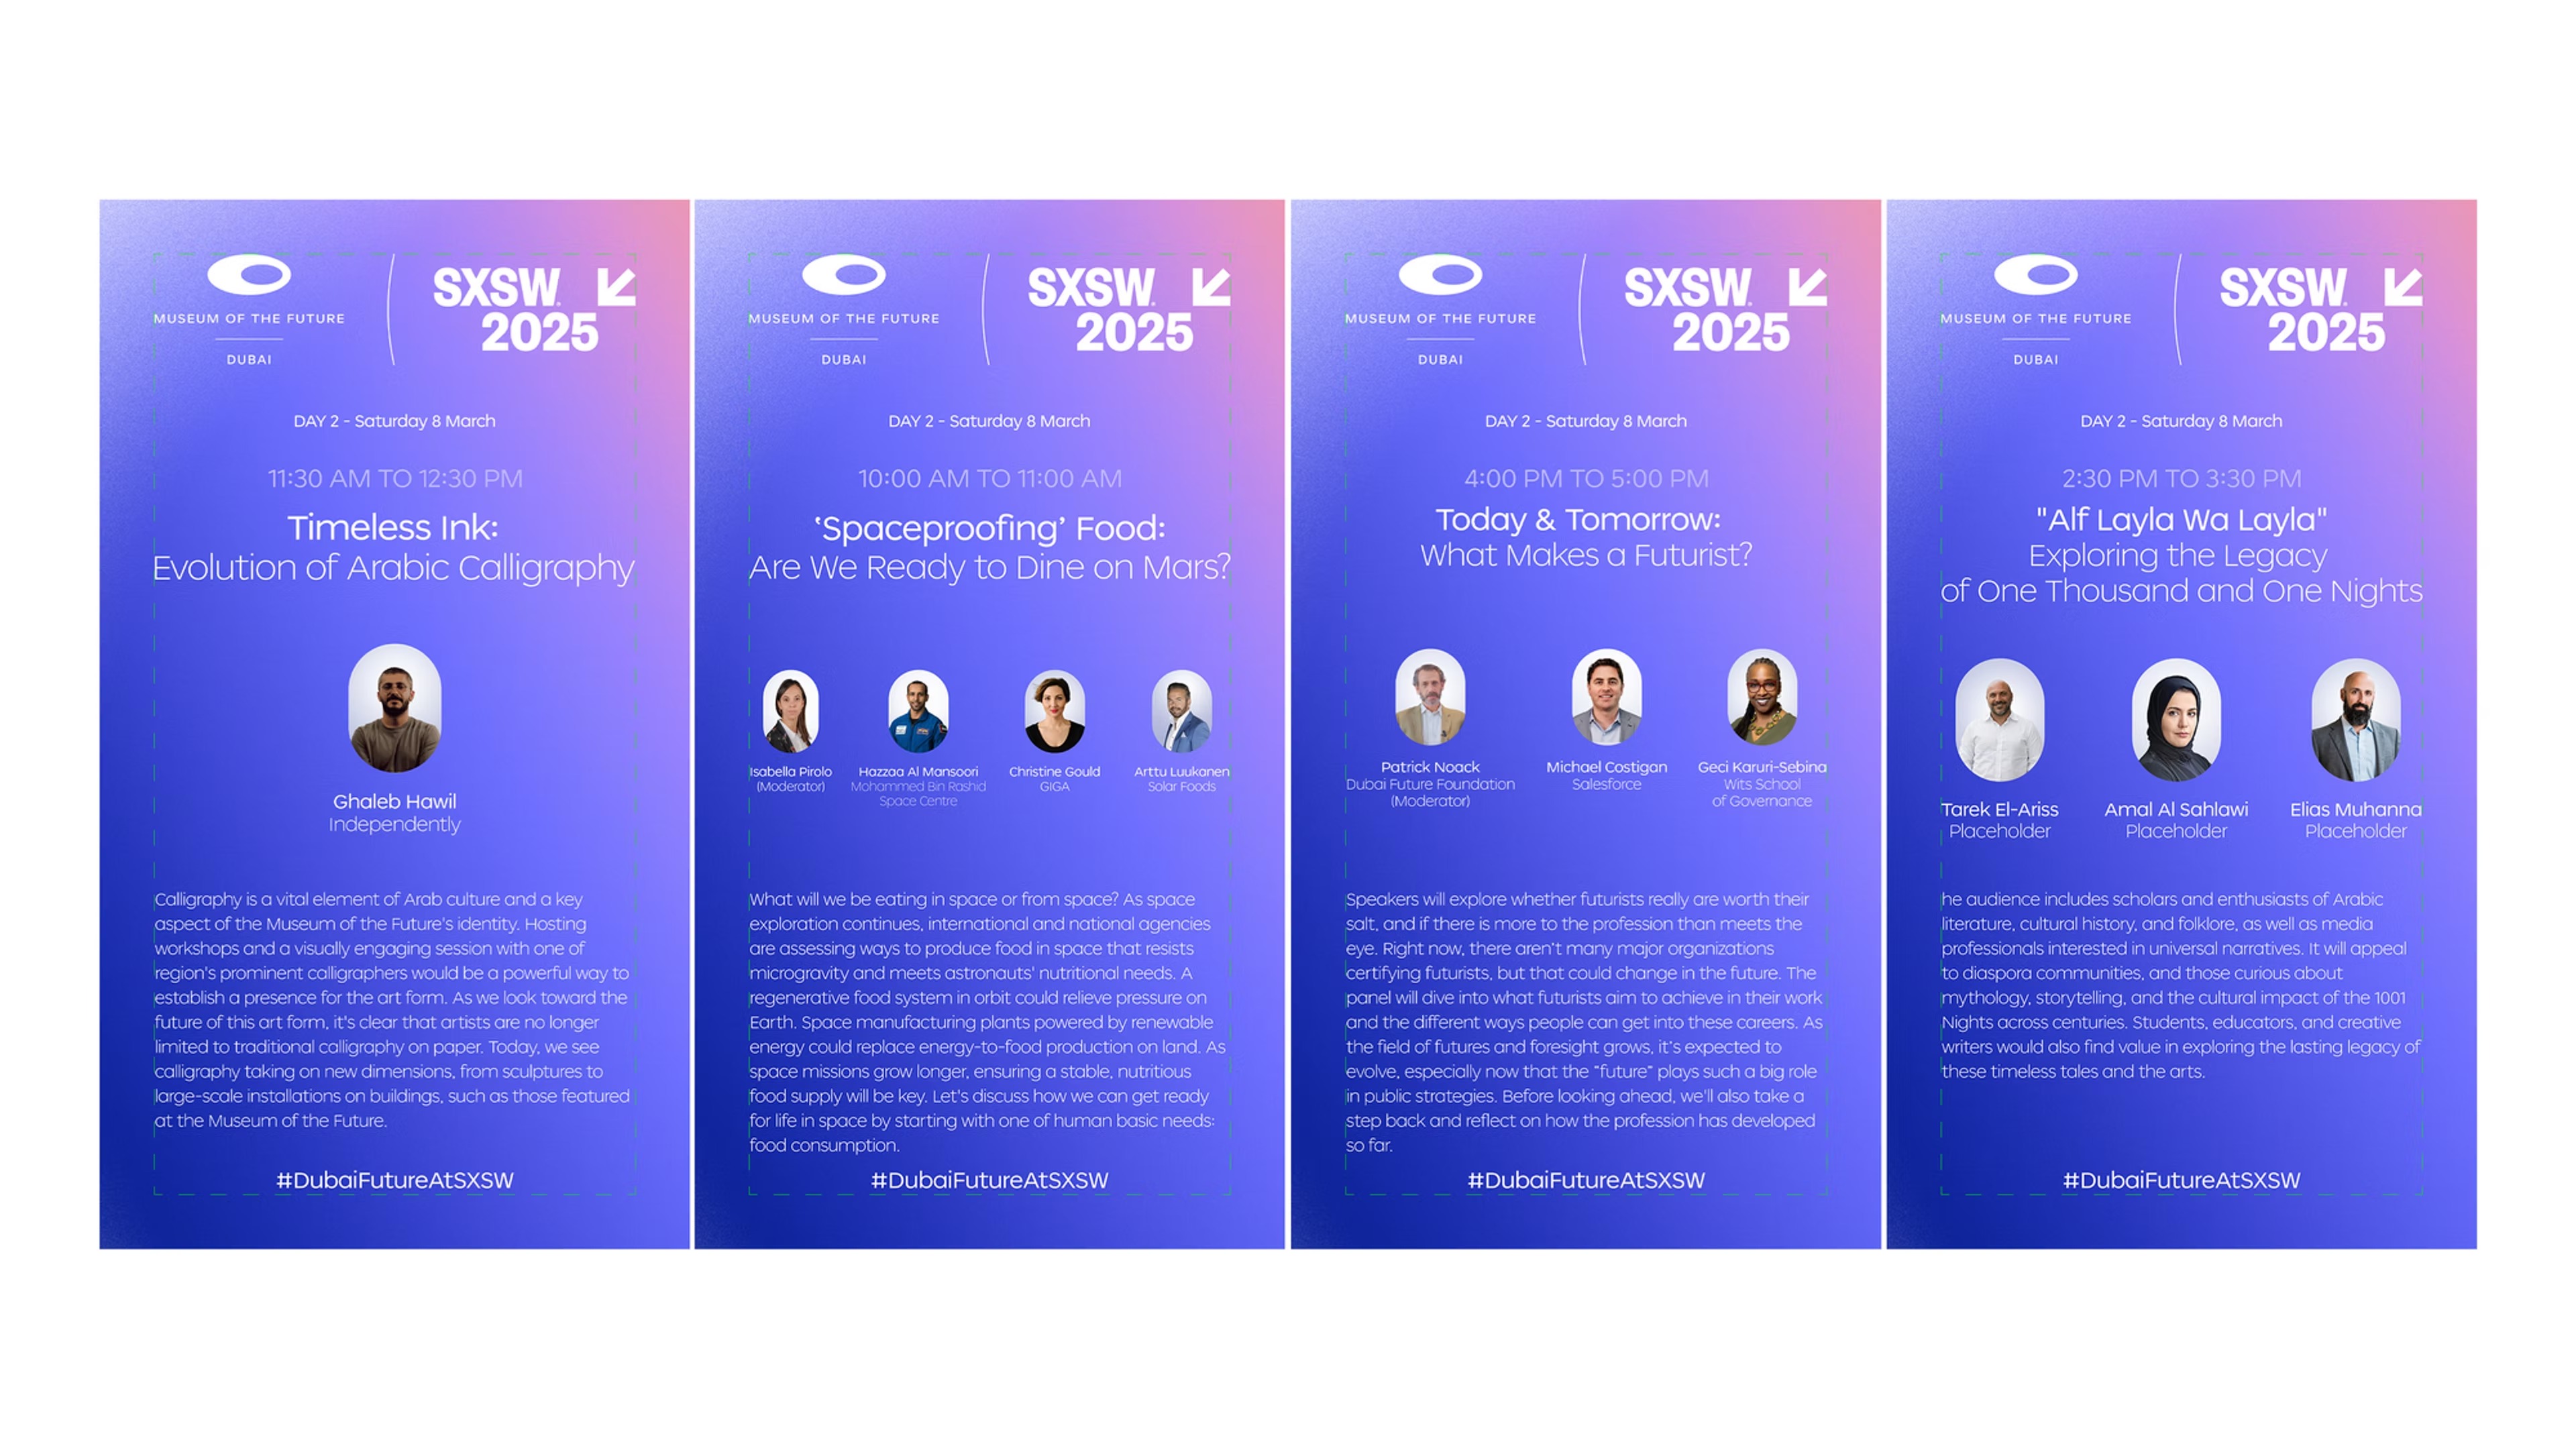 MUSEUM OF THE FUTURE
DUBAI
SXSW.
2025
DAY 2 - Saturday 8 March
11:30 AM TO 12:30 PM
Timeless Ink:
Evolution of Arabic Calligraphy
Ghaleb Hawil
Independently
Calligraphy is a vital element of Arab culture and a key
aspect of the Museum of the Future's identity. Hosting
workshops and a visually engaging session with one of
region's prominent calligraphers would be a powerful way to
establish a presence for the art form. As we look toward the
future of this art form, it's clear that artists are no longer
limited to traditional calligraphy on paper. Today, we see
calligraphy taking on new dimensions, from sculptures to
large-scale installations on buildings, such as those featured
at the Museum of the Future.
#DubaiFutureAtSXSW
MUSEUM OF THE FUTURE
DUBAI
SXSW.
2025
DAY 2 - Saturday 8 March
10:00 AM TO 11:00 AM
‘Spaceproofing’ Food:
Are We Ready to Dine on Mars?
Isabella Pirolo
(Moderator)
Hazzaa Al Mansoori
Mohammed Bin Rashid
Space Centre
Christine Gould
GIGA
Arttu Luukanen
Solar Foods
What will we be eating in space or from space? As space
exploration continues, international and national agencies
are assessing ways to produce food in space that resists
microgravity and meets astronauts' nutritional needs. A
regenerative food system in orbit could relieve pressure on
Earth. Space manufacturing plants powered by renewable
energy could replace energy-to-food production on land. As
space missions grow longer, ensuring a stable, nutritious
food supply will be key. Let's discuss how we can get ready
for life in space by starting with one of human basic needs:
food consumption.
#DubaiFutureAtSXSW
MUSEUM OF THE FUTURE
DUBAI
SXSW.
2025
DAY 2 - Saturday 8 March
4:00 PM TO 5:00 PM
Today & Tomorrow:
What Makes a Futurist?
Patrick Noack
Dubai Future Foundation
(Moderator)
Michael Costigan
Salesforce
Geci Karuri-Sebina
Wits School
of Governance
Speakers will explore whether futurists really are worth their
salt, and if there is more to the profession than meets the
eye. Right now, there aren't many major organizations
certifying futurists, but that could change in the future. The
panel will dive into what futurists aim to achieve in their work
and the different ways people can get into these careers. As
the field of futures and foresight grows, it's expected to
evolve, especially now that the "future" plays such a big role
in public strategies. Before looking ahead, we'll also take a
step back and reflect on how the profession has developed
so far.
#DubaiFutureAtSXSW
MUSEUM OF THE FUTURE
DUBAI
SXSW.
2025
DAY 2 - Saturday 8 March
2:30 PM TO 3:30 PM
"Alf Layla Wa Layla"
Exploring the Legacy
of One Thousand and One Nights
Tarek El-Ariss
Placeholder
Amal Al Sahlawi
Placeholder
Elias Muhanna
Placeholder
he audience includes scholars and enthusiasts of Arabic
literature, cultural history, and folklore, as well as media
professionals interested in universal narratives. It will appeal
to diaspora communities, and those curious about
mythology, storytelling, and the cultural impact of the 1001
Nights across centuries. Students, educators, and creative
writers would also find value in exploring the lasting legacy of
these timeless tales and the arts.
#DubaiFutureAtSXSW